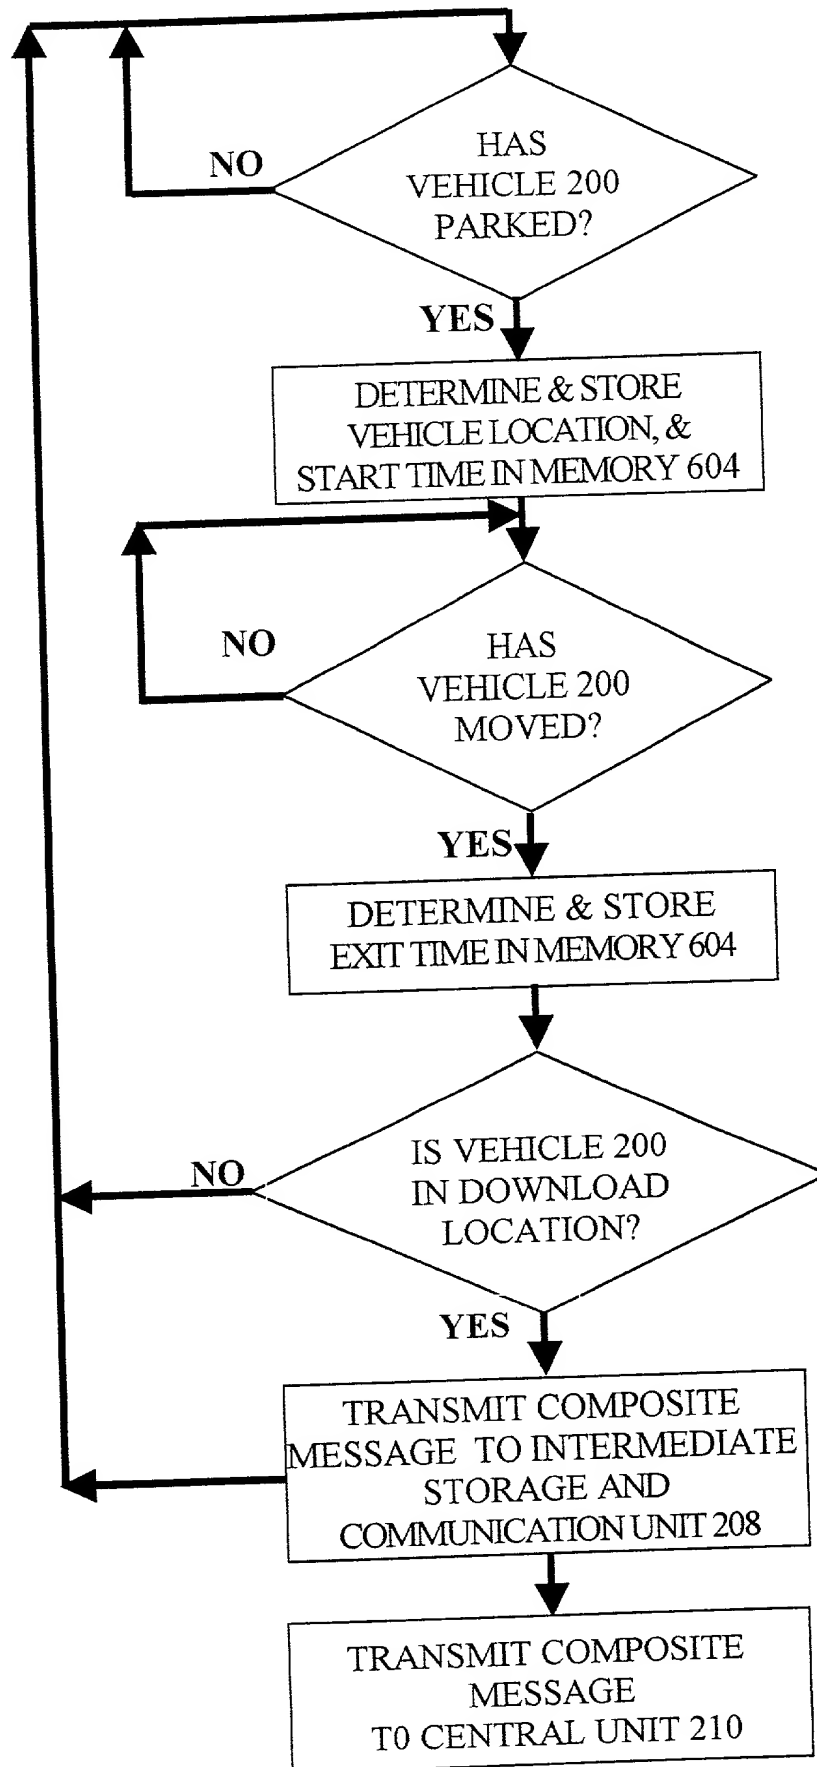 HAS
VEHICLE 200
PARKED?
NO
YES
DETERMINE & STORE
VEHICLE LOCATION, &
START TIME IN MEMORY 604
HAS
VEHICLE 200
MOVED?
NO
YES
DETERMINE & STORE
EXIT TIME IN MEMORY 604
IS VEHICLE 200
IN DOWNLOAD
LOCATION?
NO
YES
TRANSMIT COMPOSITE
MESSAGE TO INTERMEDIATE
STORAGE AND
COMMUNICATION UNIT 208
TRANSMIT COMPOSITE
MESSAGE
T0 CENTRAL UNIT 210